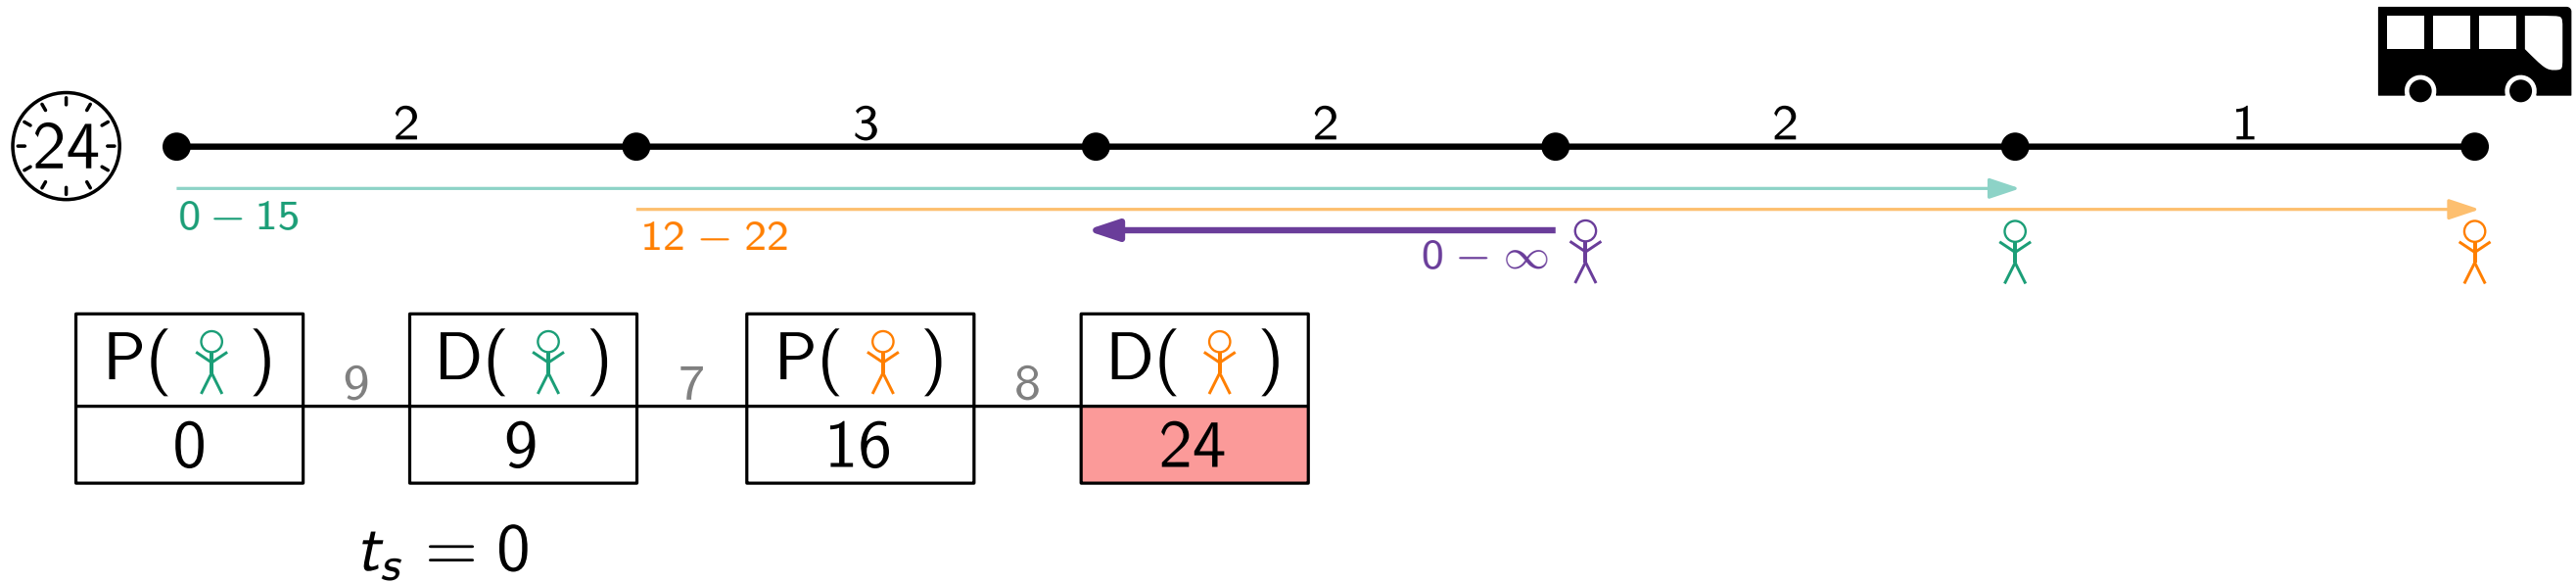 24 2 3 2 2 1
0 – 15
12 – 22
0 – ∞
P( ) 9 D( ) 7 P( ) 8 D( )
0 9 16 24
t_s = 0